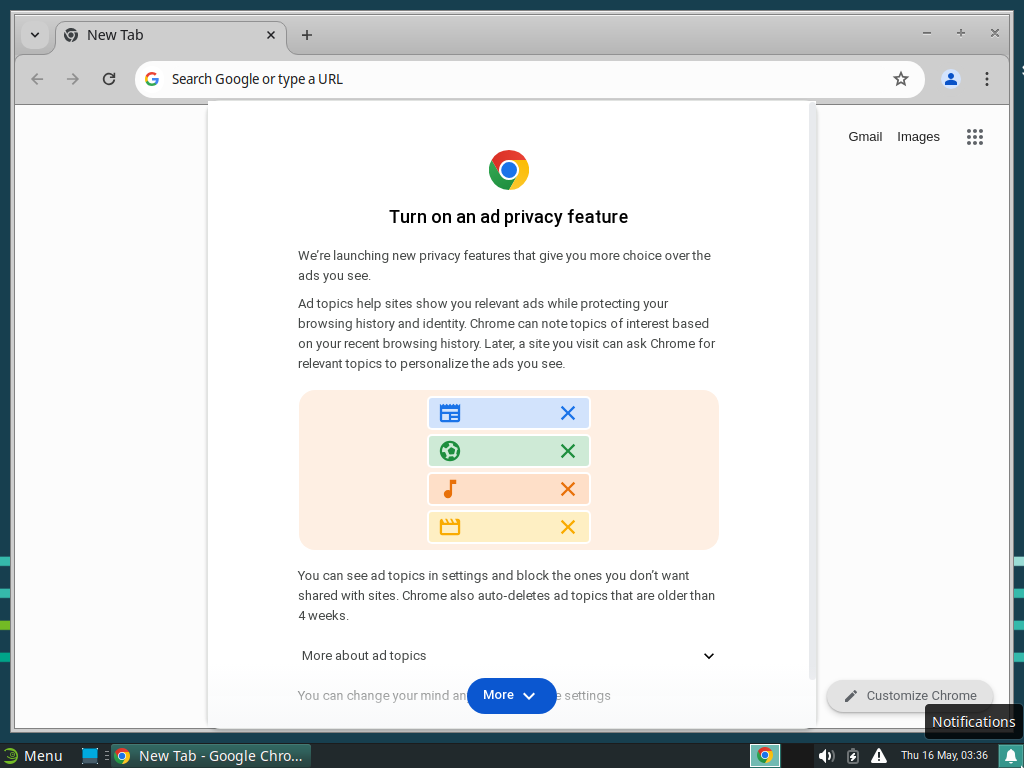 New Tab
Search Google or type a URL
Gmail Images
Turn on an ad privacy feature
We're launching new privacy features that give you more choice over the
ads you see.
Ad topics help sites show you relevant ads while protecting your
browsing history and identity. Chrome can note topics of interest based
on your recent browsing history. Later, a site you visit can ask Chrome for
relevant topics to personalize the ads you see.
You can see ad topics in settings and block the ones you don't want
shared with sites. Chrome also auto-deletes ad topics that are older than
4 weeks.
More about ad topics
You can change your mind an
More
e settings
Customize Chrome
Notifications
Menu
New Tab - Google Chro...
Thu 16 May, 03:36